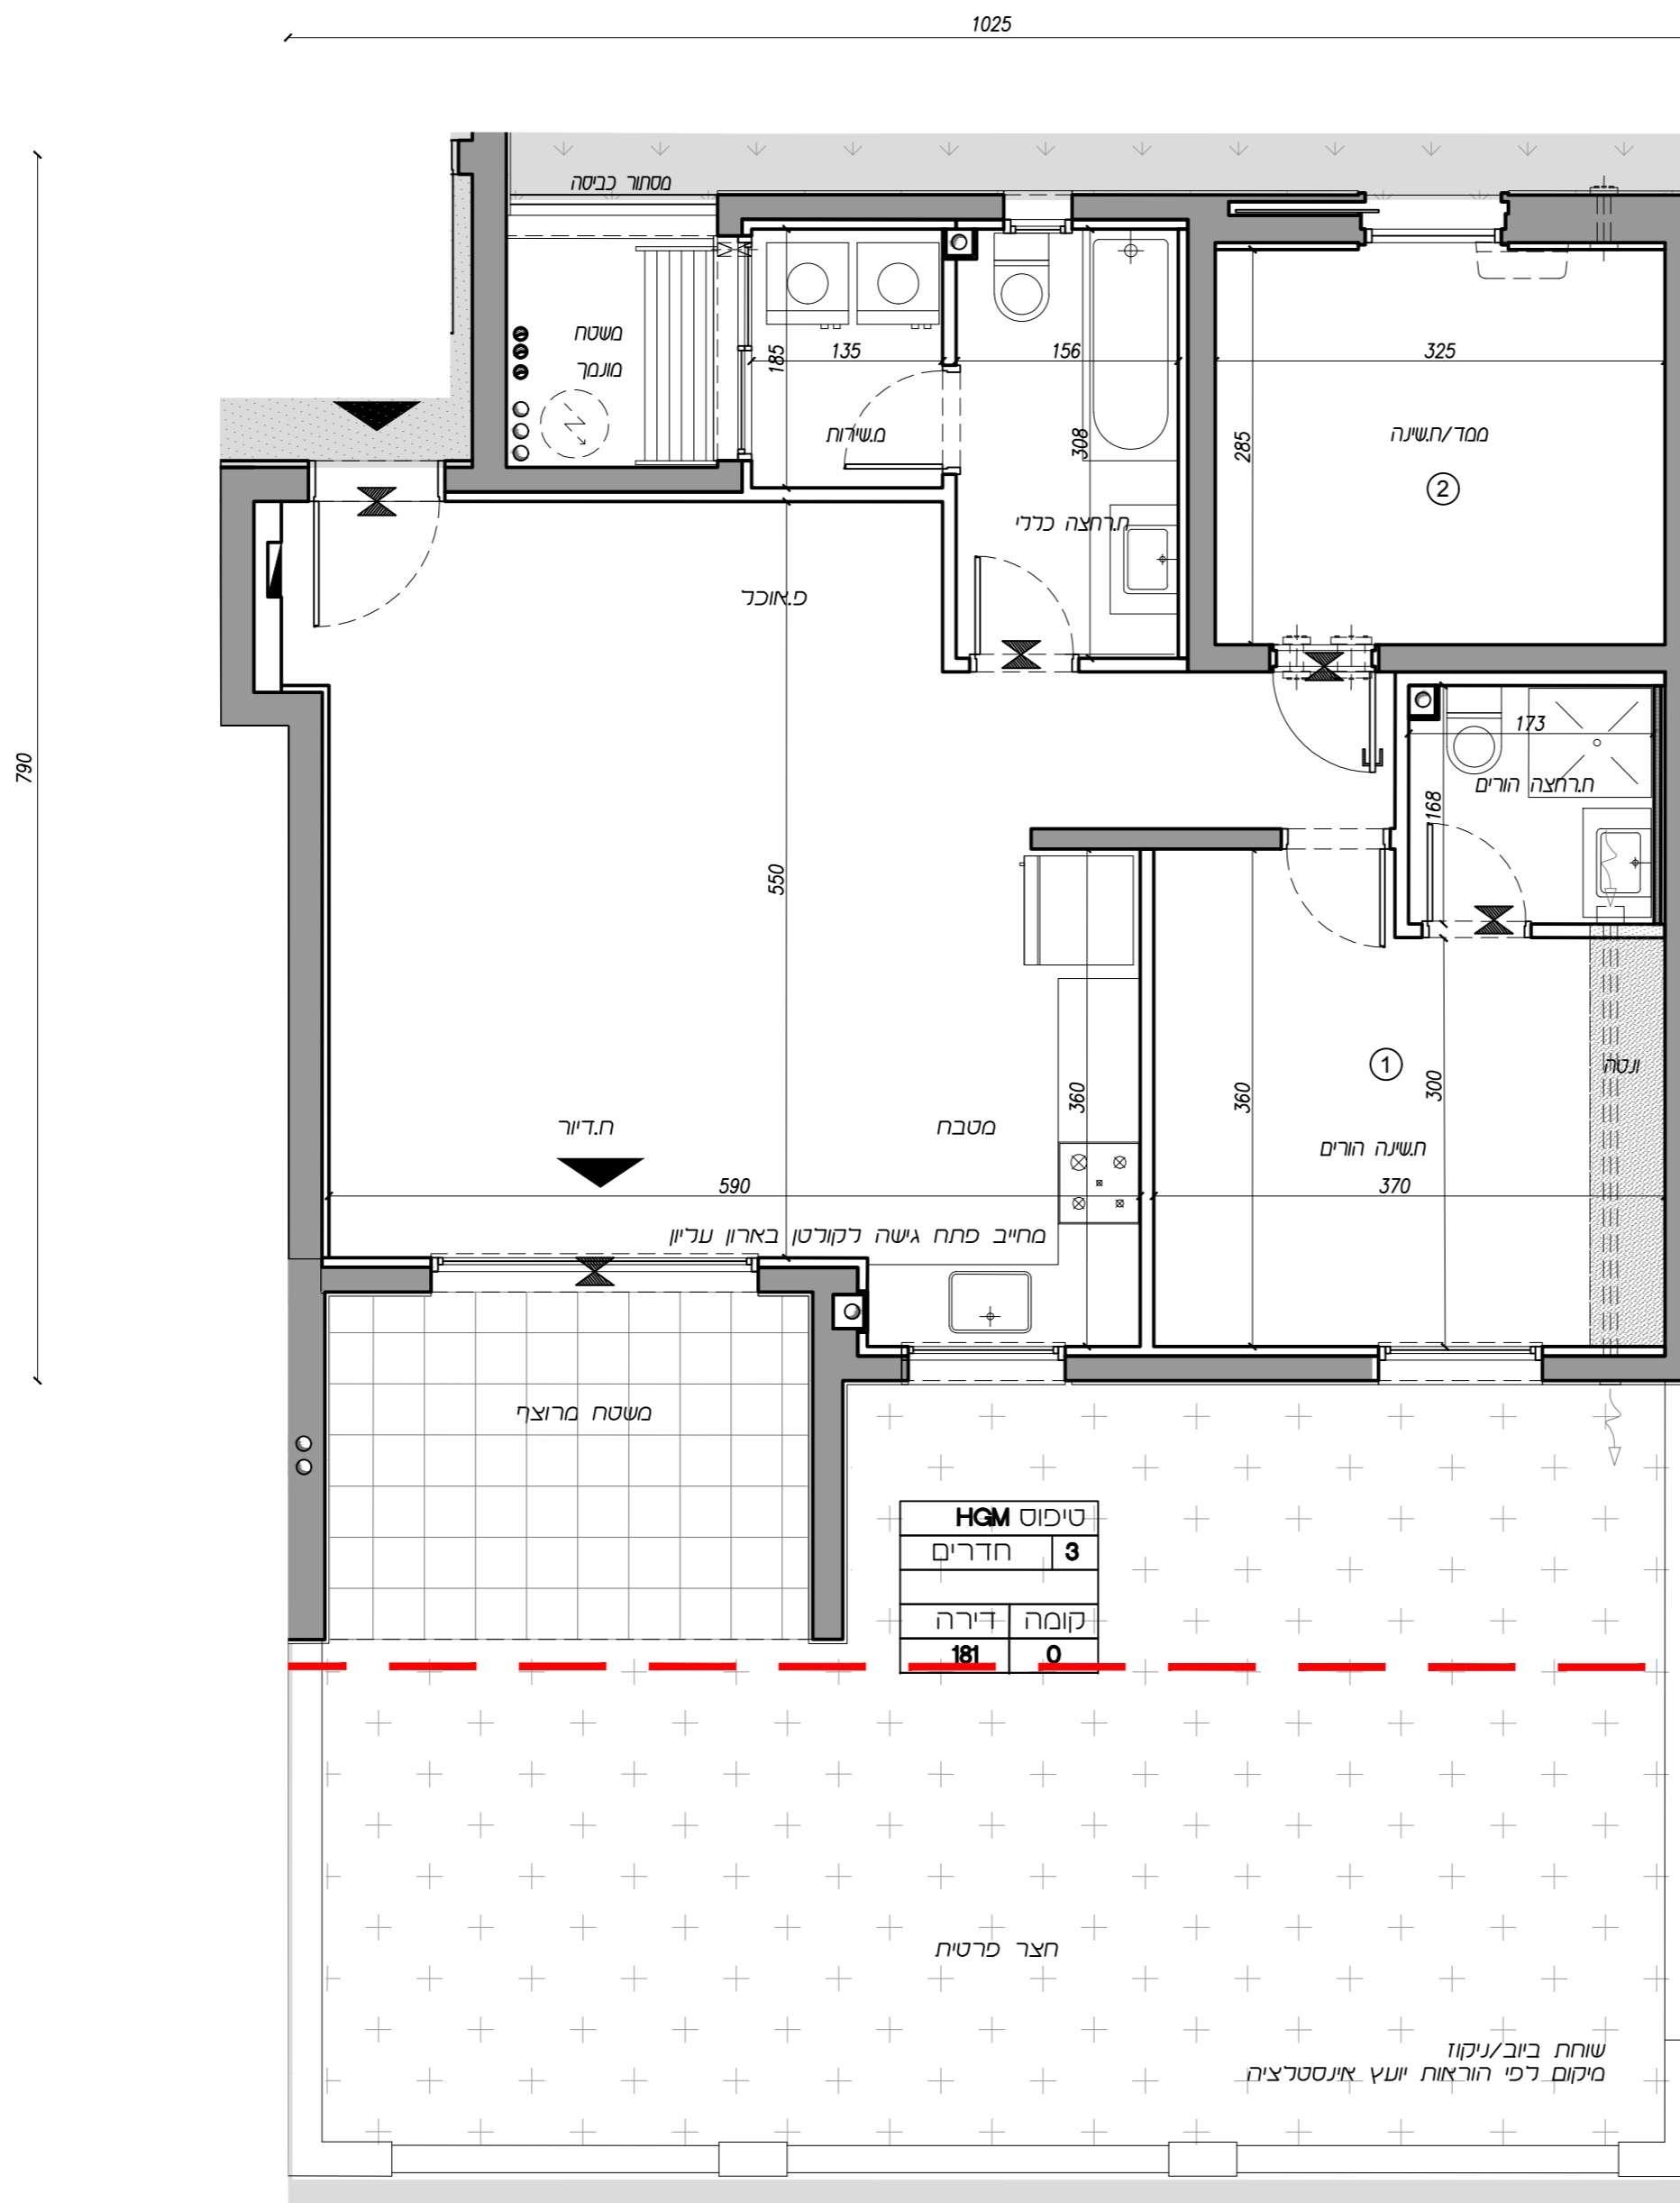 1025
מסתור כביסה
790
משטח
מונמך
185
135
156
325
מ.שירות
308
285
ממד/ח.שינה
2
ח.רחצה כללי
פ.אוכל
173
ח.רחצה הורים
168
550
360
360
1
300
ונטה
ח.דיור
מטבח
ח.שינה הורים
590
370
מחייב פתח גישה לקולטן בארון עליון
משטח מרוצף
טיפוס HGM
3 חדרים
קומה דירה
0 181
חצר פרטית
שוחת ביוב/ניקוז
מיקום לפי הוראות יועץ אינסטלציה